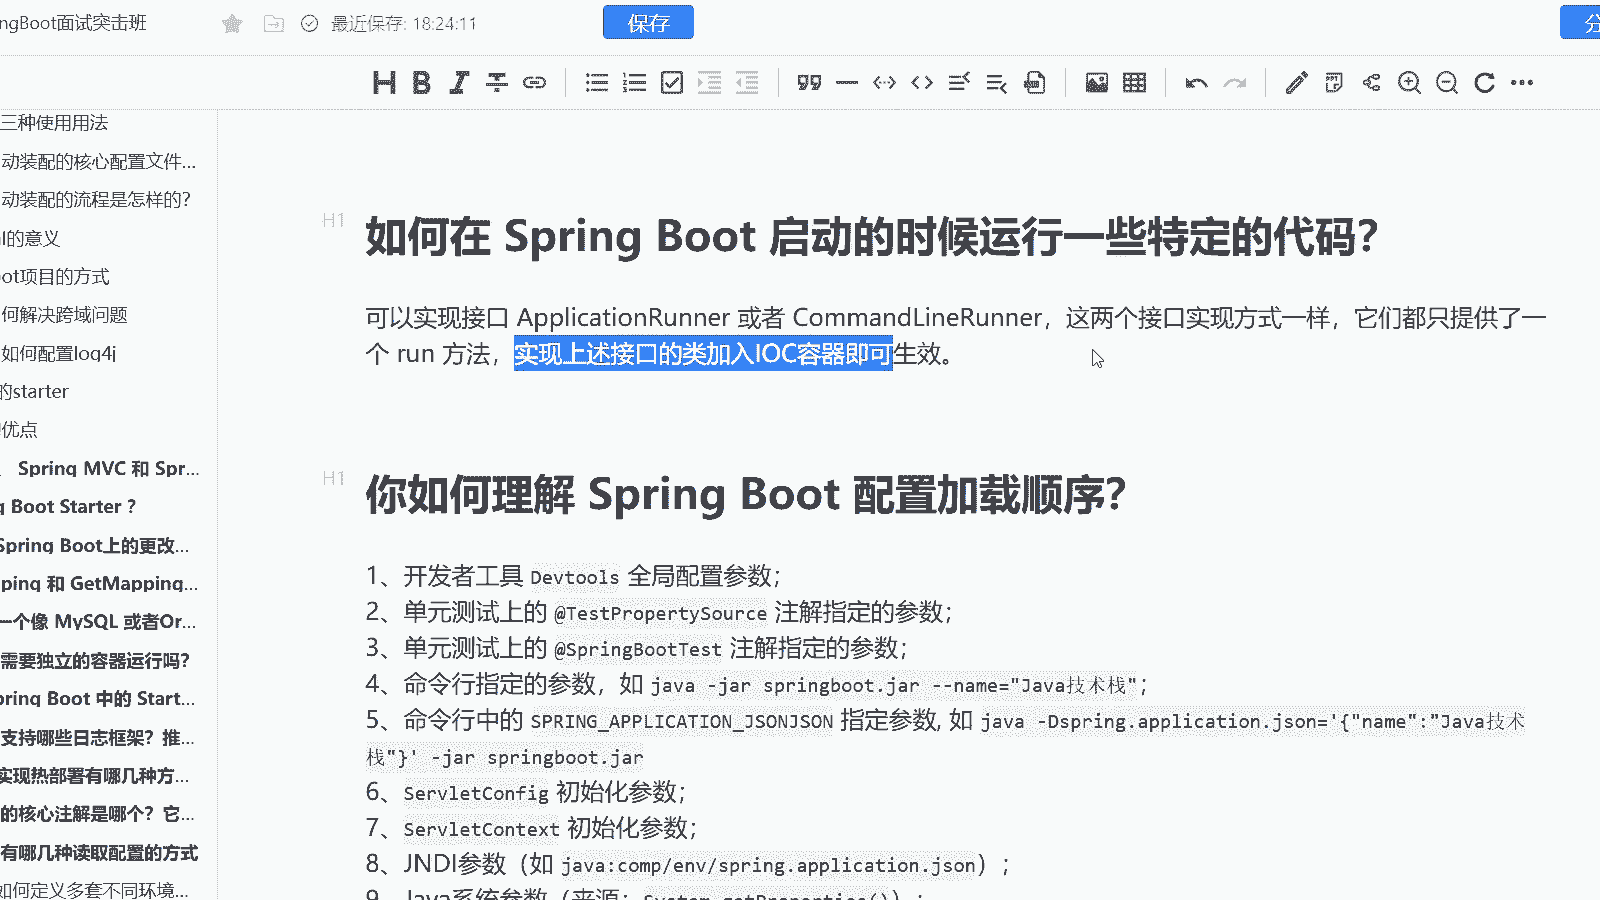 ngBoot面试突击班
最近保存: 18:24:11
保存
分
三种使用用法
动装配的核心配置文件...
动装配的流程是怎样的？
的意义
ot项目的方式
何解决跨域问题
如何配置log4j
的starter
优点
Spring MVC 和 Spr...
g Boot Starter ?
Spring Boot上的更改...
ping 和 GetMapping...
一个像 MySQL 或者Or...
需要独立的容器运行吗？
pring Boot 中的 Start...
支持哪些日志框架？推...
实现热部署有哪几种方...
的核心注解是哪个？它...
有哪几种读取配置的方式
如何定义多套不同环境...
H1
如何在 Spring Boot 启动的时候运行一些特定的代码？
可以实现接口 ApplicationRunner 或者 CommandLineRunner，这两个接口实现方式一样，它们都只提供了一
个 run 方法，实现上述接口的类加入IOC容器即可生效。
H1
你如何理解 Spring Boot 配置加载顺序？
1、开发者工具 Devtools 全局配置参数；
2、单元测试上的 @TestPropertySource 注解指定的参数；
3、单元测试上的 @SpringBootTest 注解指定的参数；
4、命令行指定的参数，如 java -jar springboot.jar --name="Java技术栈"；
5、命令行中的 SPRING_APPLICATION_JSONJSON 指定参数, 如 java -Dspring.application.json='{"name":"Java技术
栈"}' -jar springboot.jar
6、ServletConfig 初始化参数；
7、ServletContext 初始化参数；
8、JNDI参数（如 java:comp/env/spring.application.json）；
9、Java系统参数（来源：System.getProperties()）；